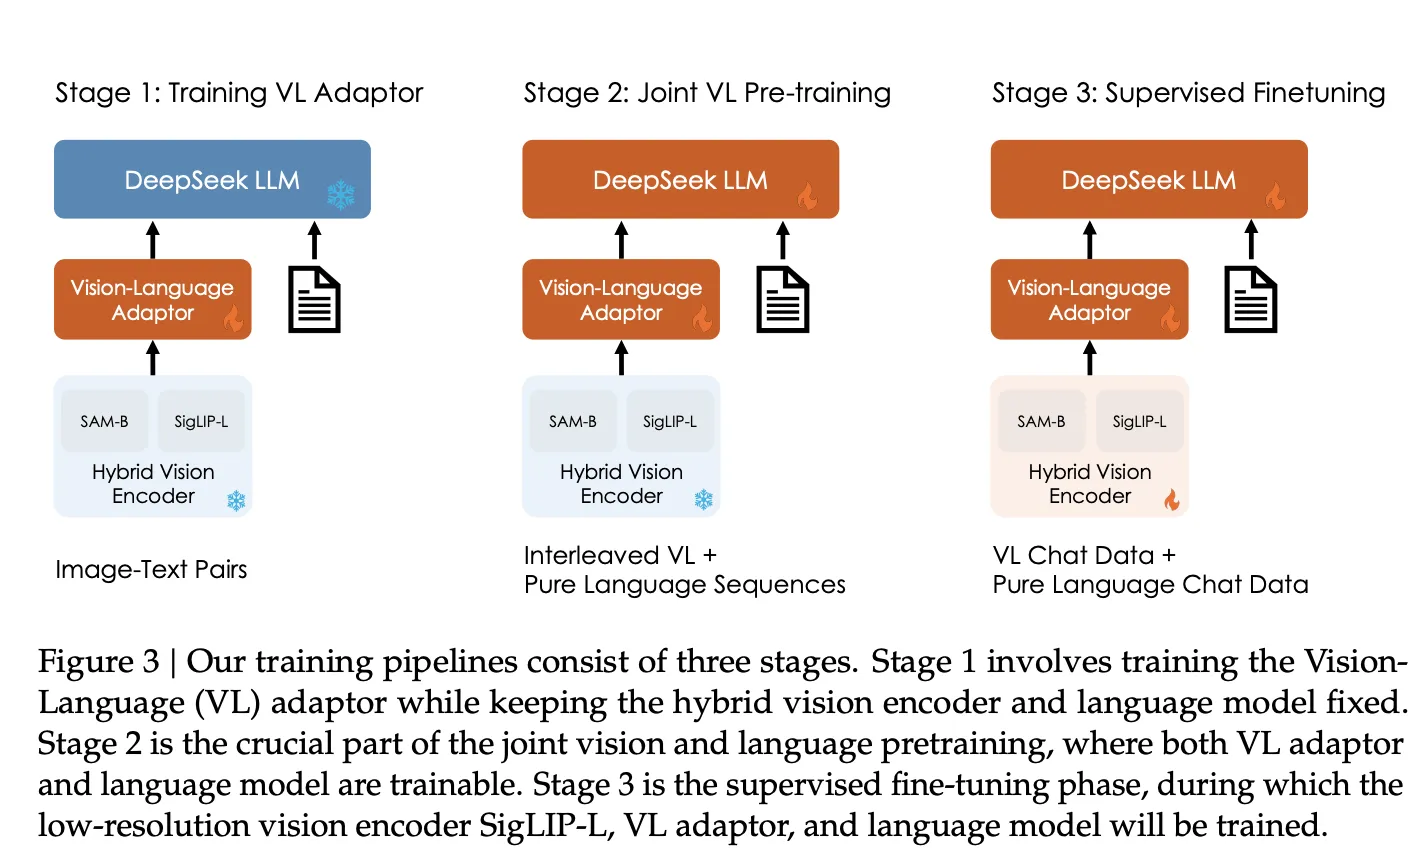 Stage 1: Training VL Adaptor
DeepSeek LLM
Vision-Language
Adaptor
SAM-B
SigLIP-L
Hybrid Vision
Encoder
Image-Text Pairs
Stage 2: Joint VL Pre-training
DeepSeek LLM
Vision-Language
Adaptor
SAM-B
SigLIP-L
Hybrid Vision
Encoder
Interleaved VL +
Pure Language Sequences
Stage 3: Supervised Finetuning
DeepSeek LLM
Vision-Language
Adaptor
SAM-B
SigLIP-L
Hybrid Vision
Encoder
VL Chat Data +
Pure Language Chat Data
Figure 3 | Our training pipelines consist of three stages. Stage 1 involves training the Vision-
Language (VL) adaptor while keeping the hybrid vision encoder and language model fixed.
Stage 2 is the crucial part of the joint vision and language pretraining, where both VL adaptor
and language model are trainable. Stage 3 is the supervised fine-tuning phase, during which the
low-resolution vision encoder SigLIP-L, VL adaptor, and language model will be trained.